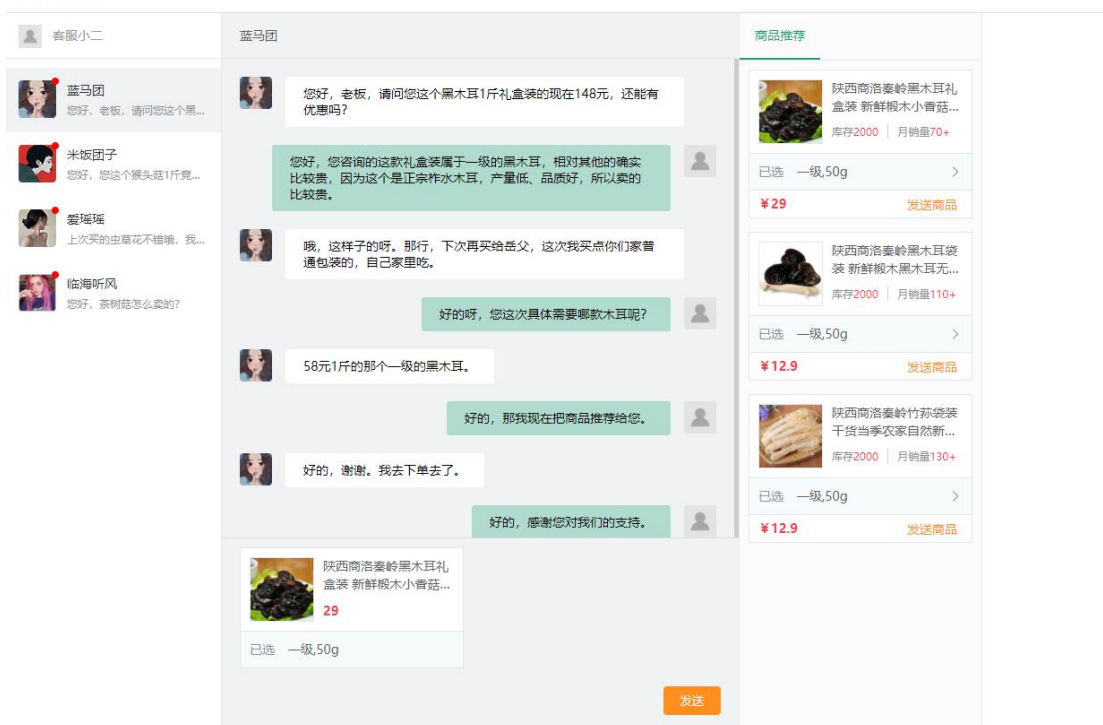 客服小二
蓝马团
您好，老板，请问您这个黑...
米饭团子
您好，您这个猴头菇1斤竟...
爱瑶瑶
上次买的虫草花不错哦，我...
临海听风
您好，茶树菇怎么卖的?
蓝马团
您好，老板，请问您这个黑木耳1斤礼盒装的现在148元，还能有
优惠吗?
您好，您咨询的这款礼盒装属于一级的黑木耳，相对其他的确实
比较贵，因为这个是正宗柞水木耳，产量低、品质好，所以卖的
比较贵。
哦，这样子的呀。那行，下次再买给岳父，这次我买点你们家普
通包装的，自己家里吃。
好的呀，您这次具体需要哪款木耳呢?
58元1斤的那个一级的黑木耳。
好的，那我现在把商品推荐给您。
好的，谢谢。我去下单去了。
好的，感谢您对我们的支持。
陕西商洛秦岭黑木耳礼
盒装 新鲜椴木小香菇...
29
已选 一级,50g
发送
商品推荐
陕西商洛秦岭黑木耳礼
盒装 新鲜椴木小香菇...
库存2000 月销量70+
已选 一级,50g >
¥29 发送商品
陕西商洛秦岭黑木耳袋
装 新鲜椴木黑木耳无...
库存2000 月销量110+
已选 一级,50g >
¥12.9 发送商品
陕西商洛秦岭竹荪袋装
干货当季农家自然新...
库存2000 月销量130+
已选 一级,50g >
¥12.9 发送商品